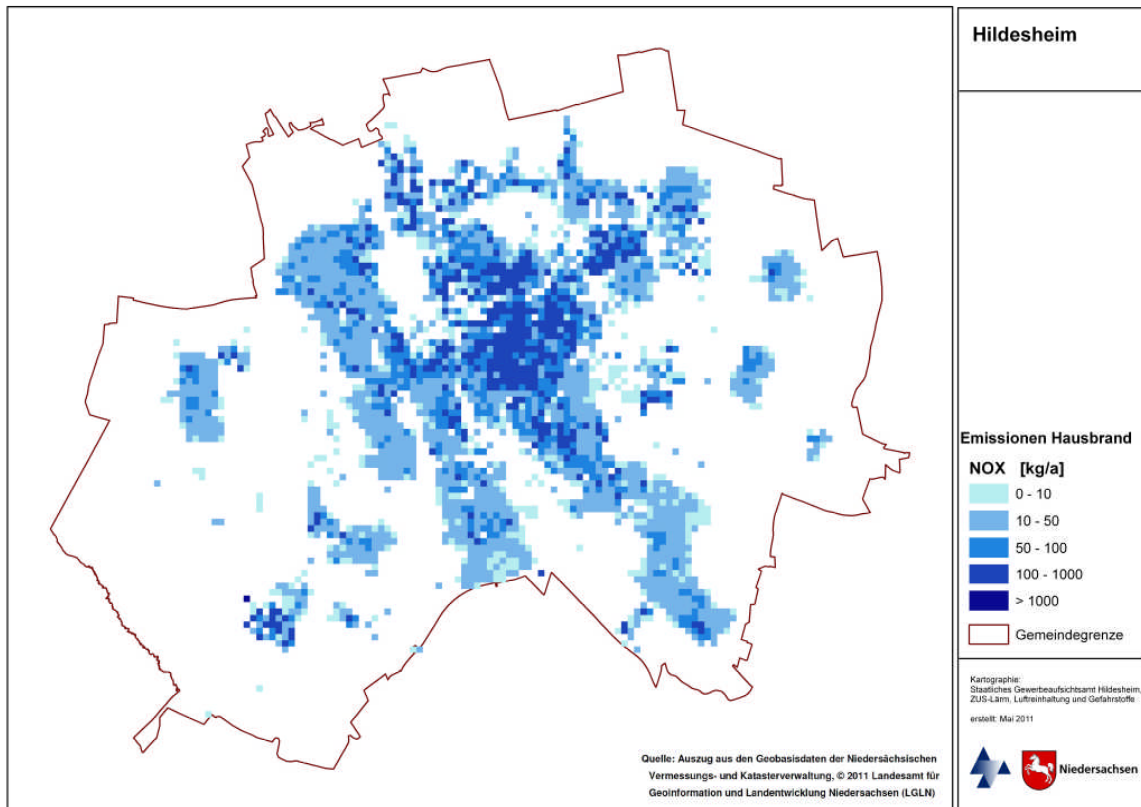 Hildesheim
Emissionen Hausbrand
NOX [kg/a]
0 - 10
10 - 50
50 - 100
100 - 1000
> 1000
Gemeindegrenze
Kartographie:
Staatliches Gewerbeaufsichtsamt Hildesheim,
ZUS-Lärm, Luftreinhaltung und Gefahrstoffe
erstellt: Mai 2011
Niedersachsen
Quelle: Auszug aus den Geobasisdaten der Niedersächsischen
Vermessungs- und Katasterverwaltung, © 2011 Landesamt für
Geoinformation und Landentwicklung Niedersachsen (LGLN)